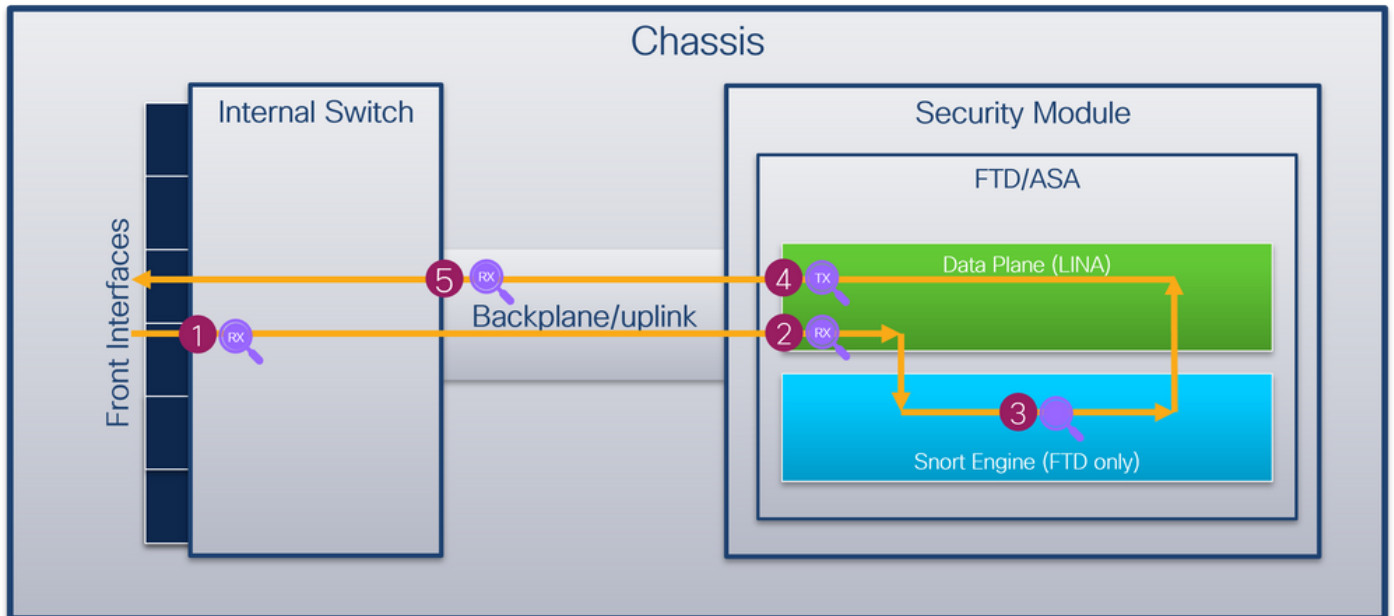 Chassis
Internal Switch
Security Module
FTD/ASA
Front Interfaces
Data Plane (LINA)
5 RX
4 TX
Backplane/uplink
1 RX
2 RX
3
Snort Engine (FTD only)